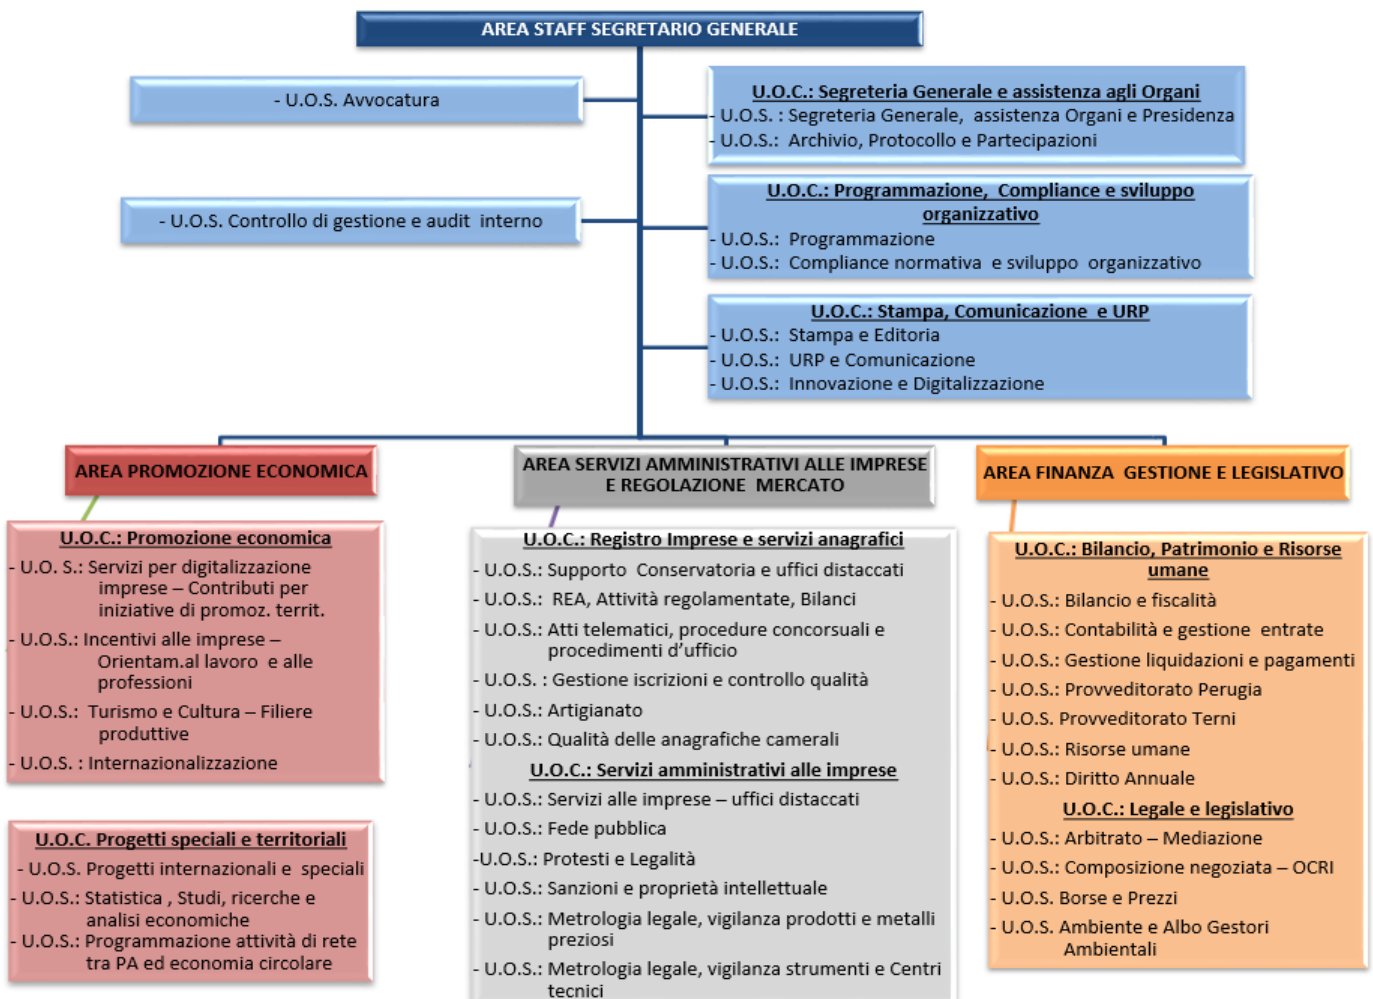 AREA STAFF SEGRETARIO GENERALE
- U.O.S. Avvocatura
- U.O.S. Controllo di gestione e audit  interno
U.O.C.: Segreteria Generale e assistenza agli Organi
- U.O.S. : Segreteria Generale,  assistenza Organi e Presidenza
- U.O.S.:  Archivio, Protocollo e Partecipazioni
U.O.C.: Programmazione,  Compliance e sviluppo
organizzativo
- U.O.S.:  Programmazione
- U.O.S.:  Compliance normativa  e sviluppo  organizzativo
U.O.C.: Stampa, Comunicazione  e URP
- U.O.S.:  Stampa e Editoria
- U.O.S.:  URP e Comunicazione
- U.O.S.:  Innovazione e Digitalizzazione
AREA PROMOZIONE ECONOMICA
U.O.C.: Promozione economica
- U.O. S.: Servizi per digitalizzazione
imprese – Contributi per
iniziative di promoz. territ.
- U.O.S.: Incentivi alle imprese –
Orientam.al lavoro  e alle
professioni
- U.O.S.:  Turismo e Cultura – Filiere
produttive
- U.O.S. : Internazionalizzazione
U.O.C. Progetti speciali e territoriali
- U.O.S. Progetti internazionali e  speciali
- U.O.S.: Statistica , Studi, ricerche e
analisi economiche
- U.O.S.: Programmazione attività di rete
tra PA ed economia circolare
AREA SERVIZI AMMINISTRATIVI ALLE IMPRESE
E REGOLAZIONE  MERCATO
U.O.C.: Registro Imprese e servizi anagrafici
- U.O.S.: Supporto  Conservatoria e uffici distaccati
- U.O.S.:  REA, Attività regolamentate, Bilanci
- U.O.S.: Atti telematici, procedure concorsuali e
procedimenti d'ufficio
- U.O.S. : Gestione iscrizioni e controllo qualità
- U.O.S.: Artigianato
- U.O.S.: Qualità delle anagrafiche camerali
U.O.C.: Servizi amministrativi alle imprese
- U.O.S.: Servizi alle imprese – uffici distaccati
- U.O.S.: Fede pubblica
-U.O.S.: Protesti e Legalità
- U.O.S.: Sanzioni e proprietà intellettuale
- U.O.S.: Metrologia legale, vigilanza prodotti e metalli
preziosi
- U.O.S.: Metrologia legale, vigilanza strumenti e Centri
tecnici
AREA FINANZA  GESTIONE E LEGISLATIVO
U.O.C.: Bilancio, Patrimonio e Risorse
umane
- U.O.S.: Bilancio e fiscalità
- U.O.S.: Contabilità e gestione  entrate
- U.O.S.: Gestione liquidazioni e pagamenti
- U.O.S.: Provveditorato Perugia
- U.O.S. Provveditorato Terni
- U.O.S.: Risorse umane
- U.O.S.: Diritto Annuale
U.O.C.: Legale e legislativo
- U.O.S.: Arbitrato – Mediazione
- U.O.S.: Composizione negoziata – OCRI
- U.O.S. Borse e Prezzi
- U.O.S. Ambiente e Albo Gestori
Ambientali